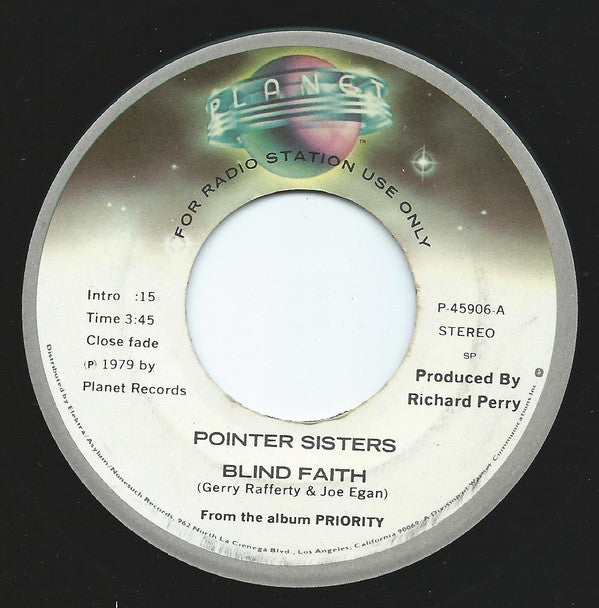 PLANET
™
FOR RADIO STATION USE ONLY
Intro :15
Time 3:45
Close fade
(P) 1979 by
Planet Records
P-45906-A
STEREO
SP
Produced By
Richard Perry
POINTER SISTERS
BLIND FAITH
(Gerry Rafferty & Joe Egan)
From the album PRIORITY
Distributed by Elektra/Asylum/Nonesuch Records, 962 North La Cienega Blvd., Los Angeles, California 90069. A Division of Warner Communications Inc.